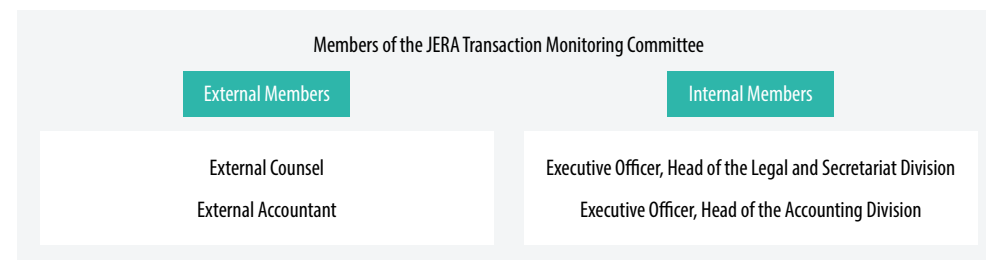 Members of the JERA Transaction Monitoring Committee
External Members
Internal Members
External Counsel
External Accountant
Executive Officer, Head of the Legal and Secretariat Division
Executive Officer, Head of the Accounting Division